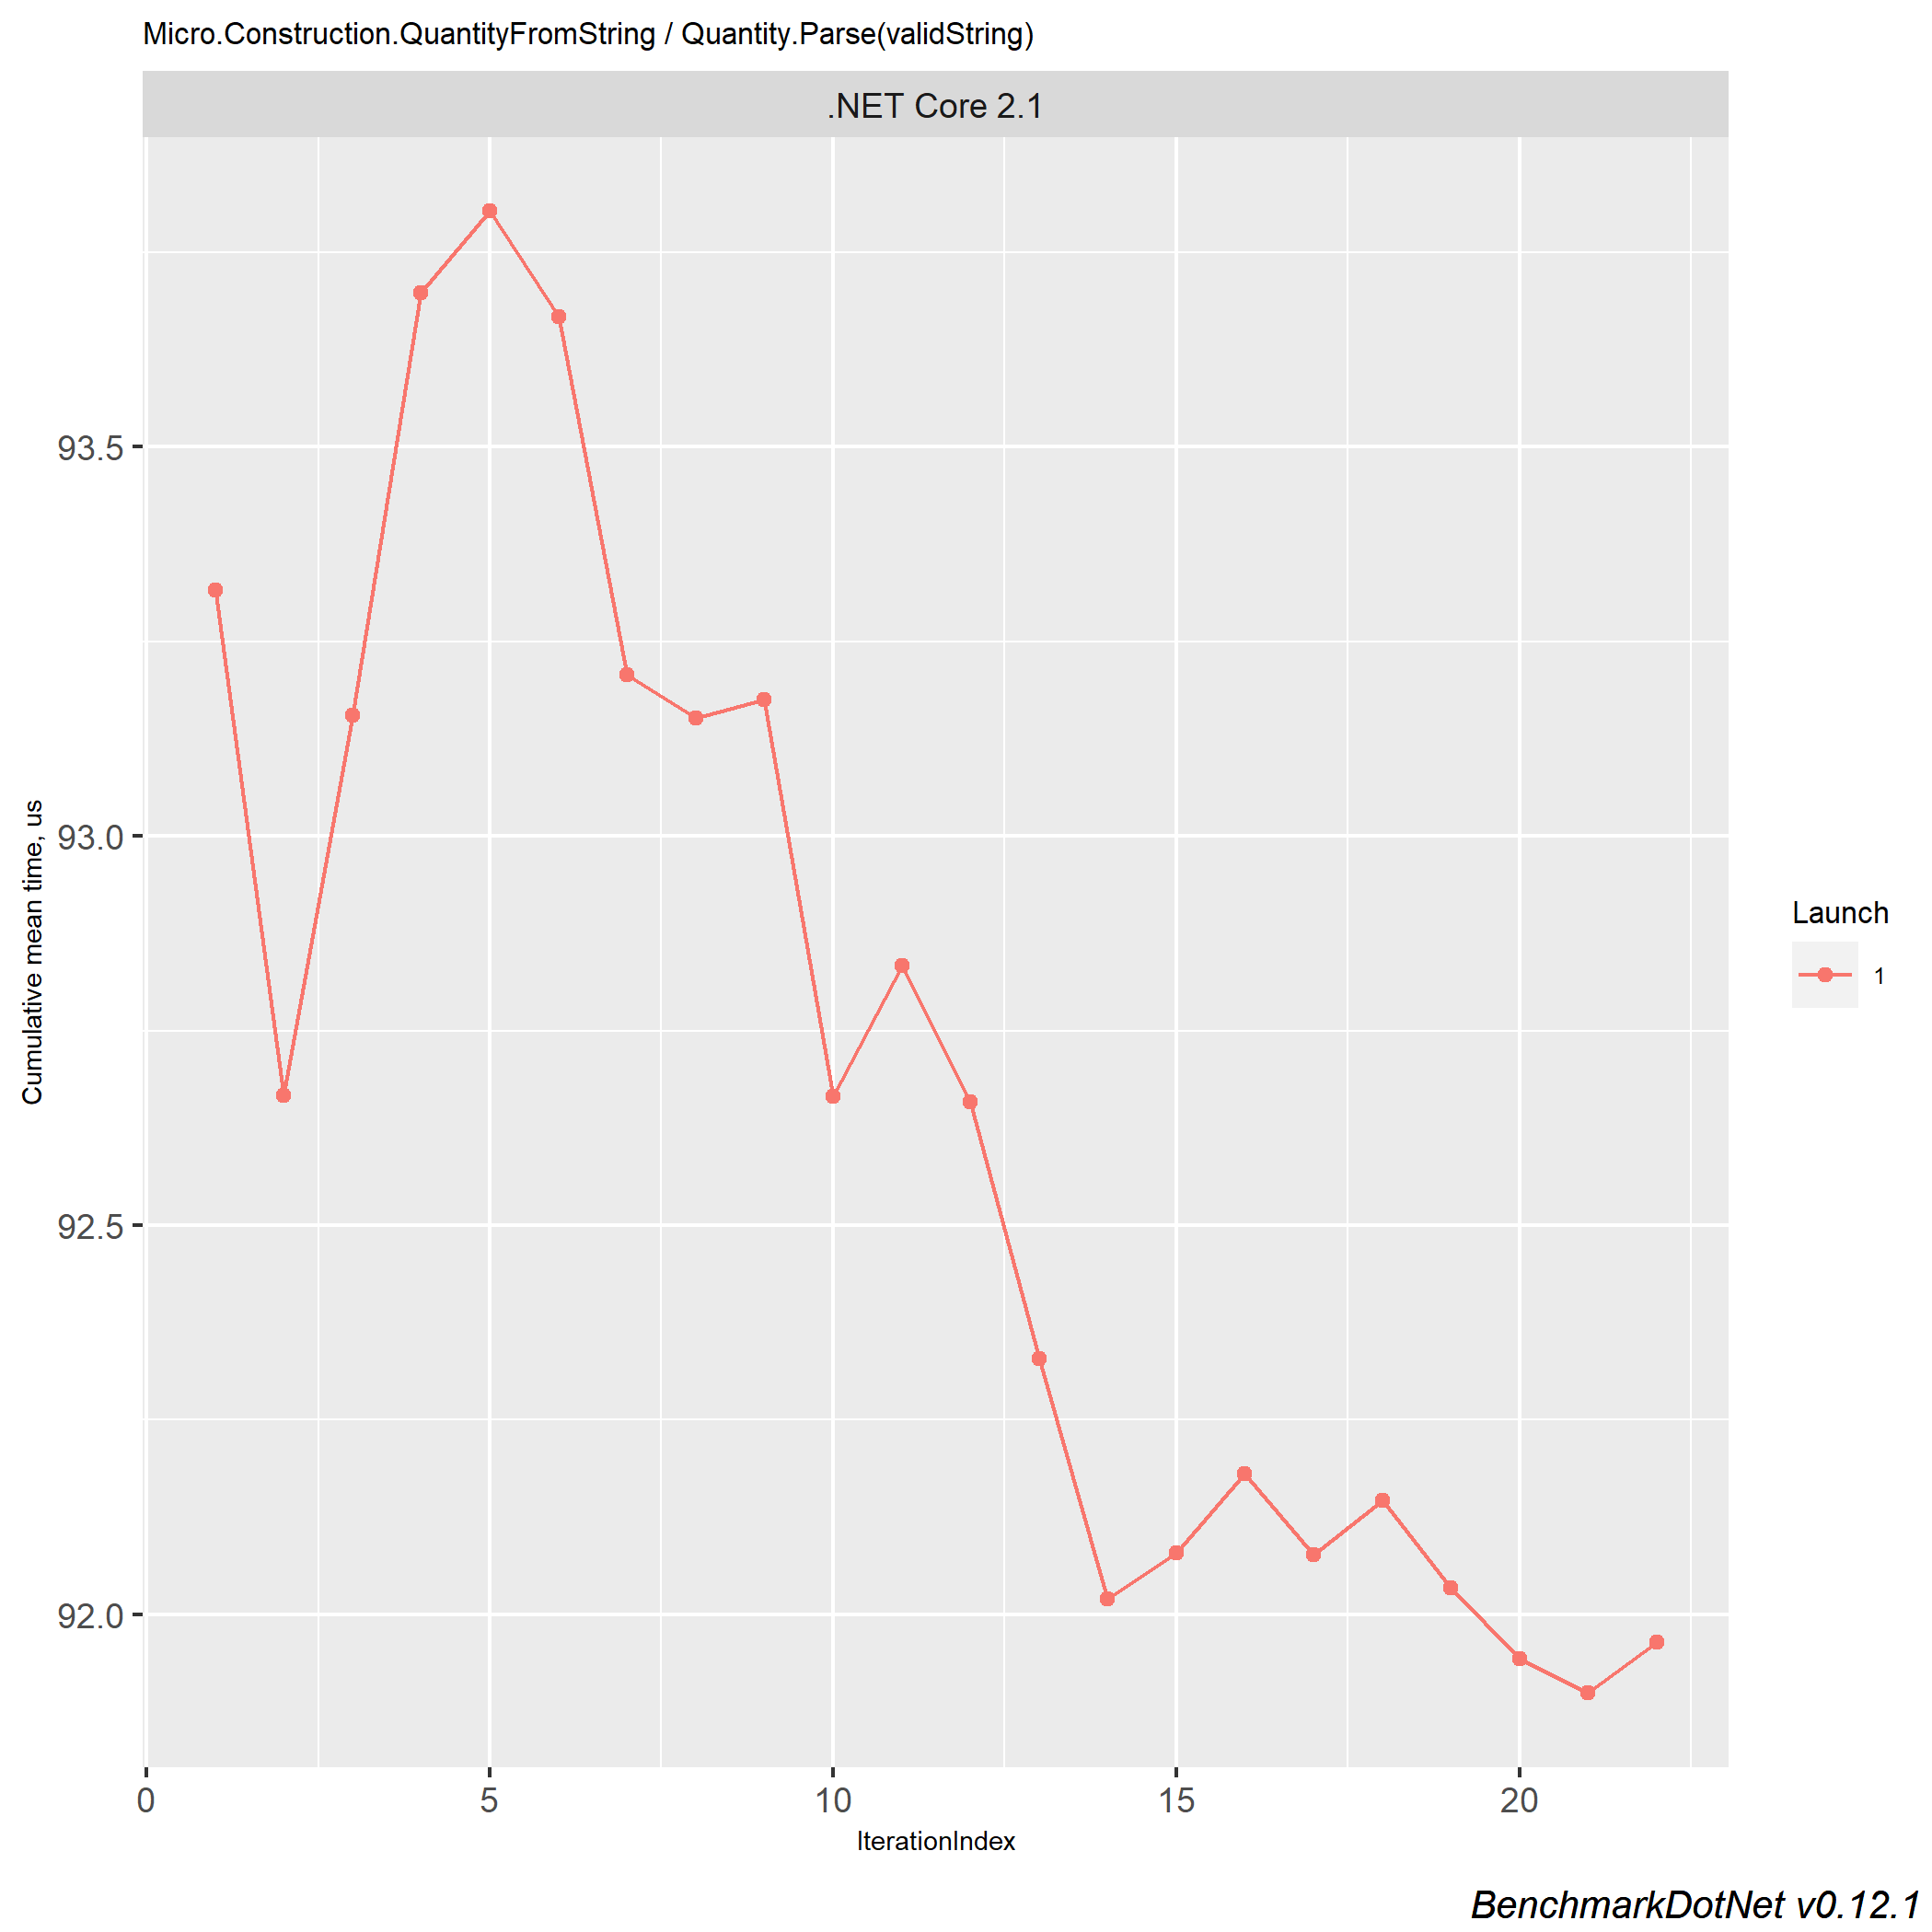 Micro.Construction.QuantityFromString / Quantity.Parse(validString)
.NET Core 2.1
Cumulative mean time, us
93.5
93.0
92.5
92.0
0 5 10 15 20
IterationIndex
Launch
1
BenchmarkDotNet v0.12.1